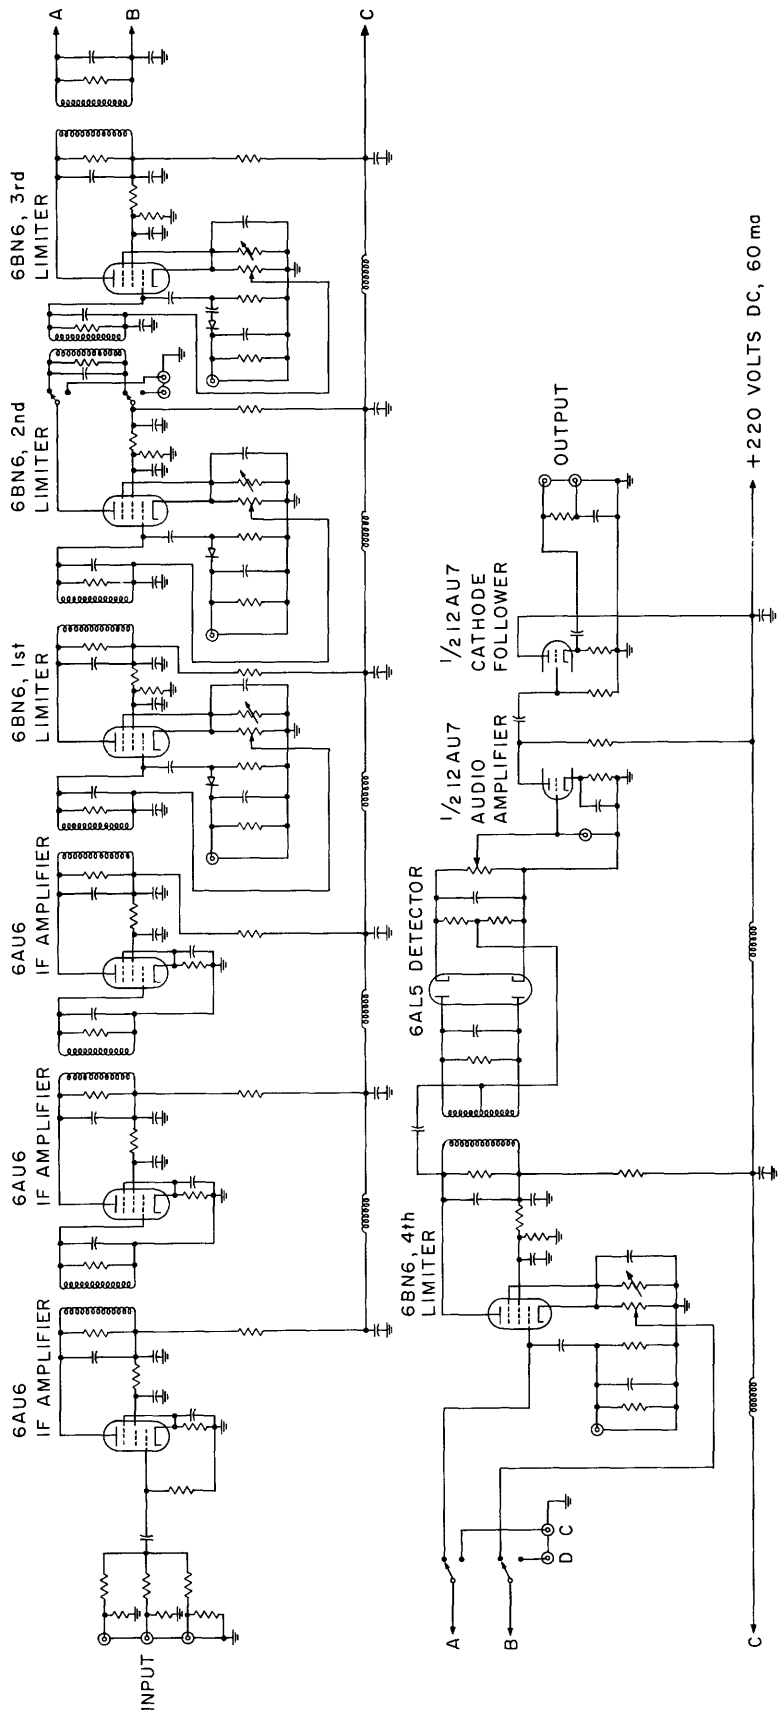 INPUT
6AU6
IF AMPLIFIER
6AU6
IF AMPLIFIER
6AU6
IF AMPLIFIER
6BN6, 1st
LIMITER
6BN6, 2nd
LIMITER
6BN6, 3rd
LIMITER
A
B
C
A
B
C
D
C
6BN6, 4th
LIMITER
6AL5 DETECTOR
1/2 12AU7
AUDIO
AMPLIFIER
1/2 12AU7
CATHODE
FOLLOWER
OUTPUT
+220 VOLTS DC, 60 ma